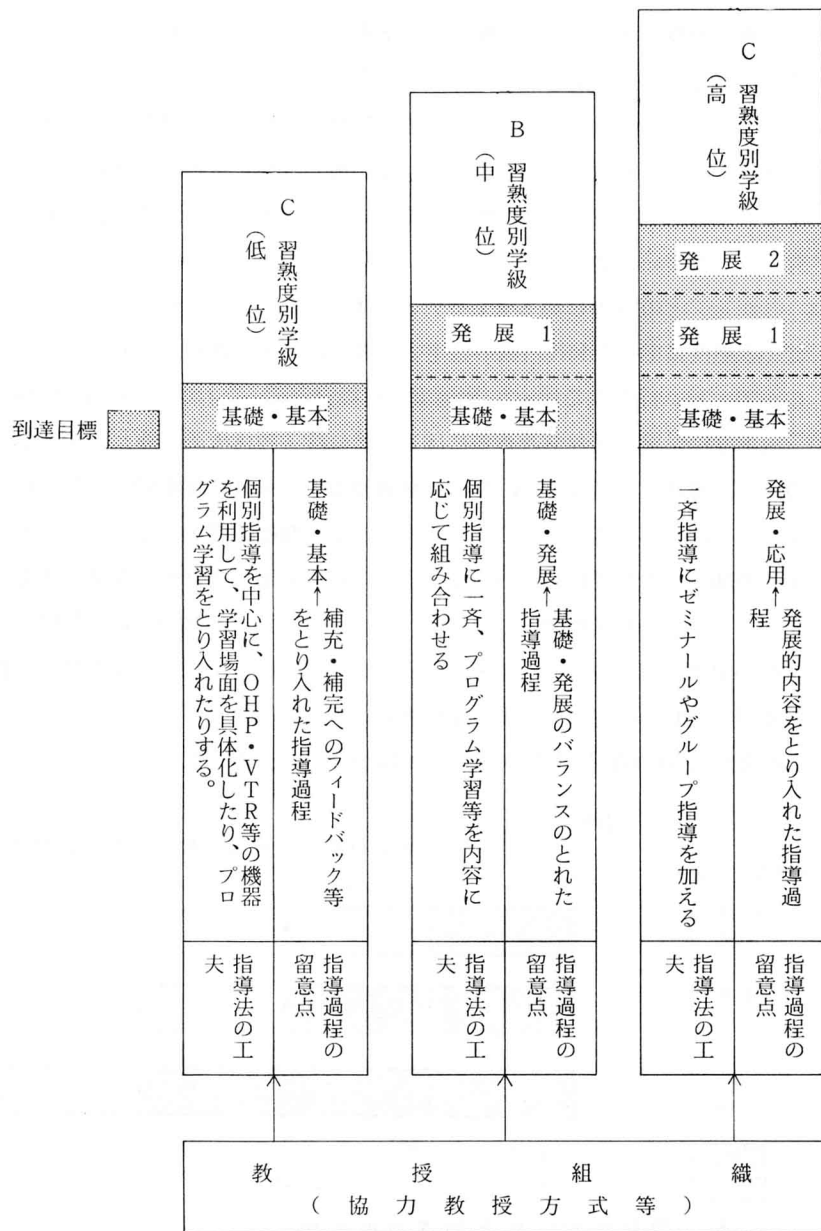 C 習熟度別学級
(高 位)
発 展 2
発 展 1
基礎・基本
発展・応用→発展的内容をとり入れた指導過
程
一斉指導にゼミナールやグループ指導を加える
指導過程の
留意点
指導法の工
夫
B 習熟度別学級
(中 位)
発 展 1
基礎・基本
基礎・発展→基礎・発展のバランスのとれた
指導過程
個別指導に一斉、プログラム学習等を内容に
応じて組み合わせる
指導過程の
留意点
指導法の工
夫
C 習熟度別学級
(低 位)
基礎・基本
基礎・基本→補充・補完へのフィードバック等
をとり入れた指導過程
個別指導を中心に、OHP・VTR等の機器
を利用して、学習場面を具体化したり、プロ
グラム学習をとり入れたりする。
指導過程の
留意点
指導法の工
夫
到達目標
教 授 組 織
(協力教授方式等)